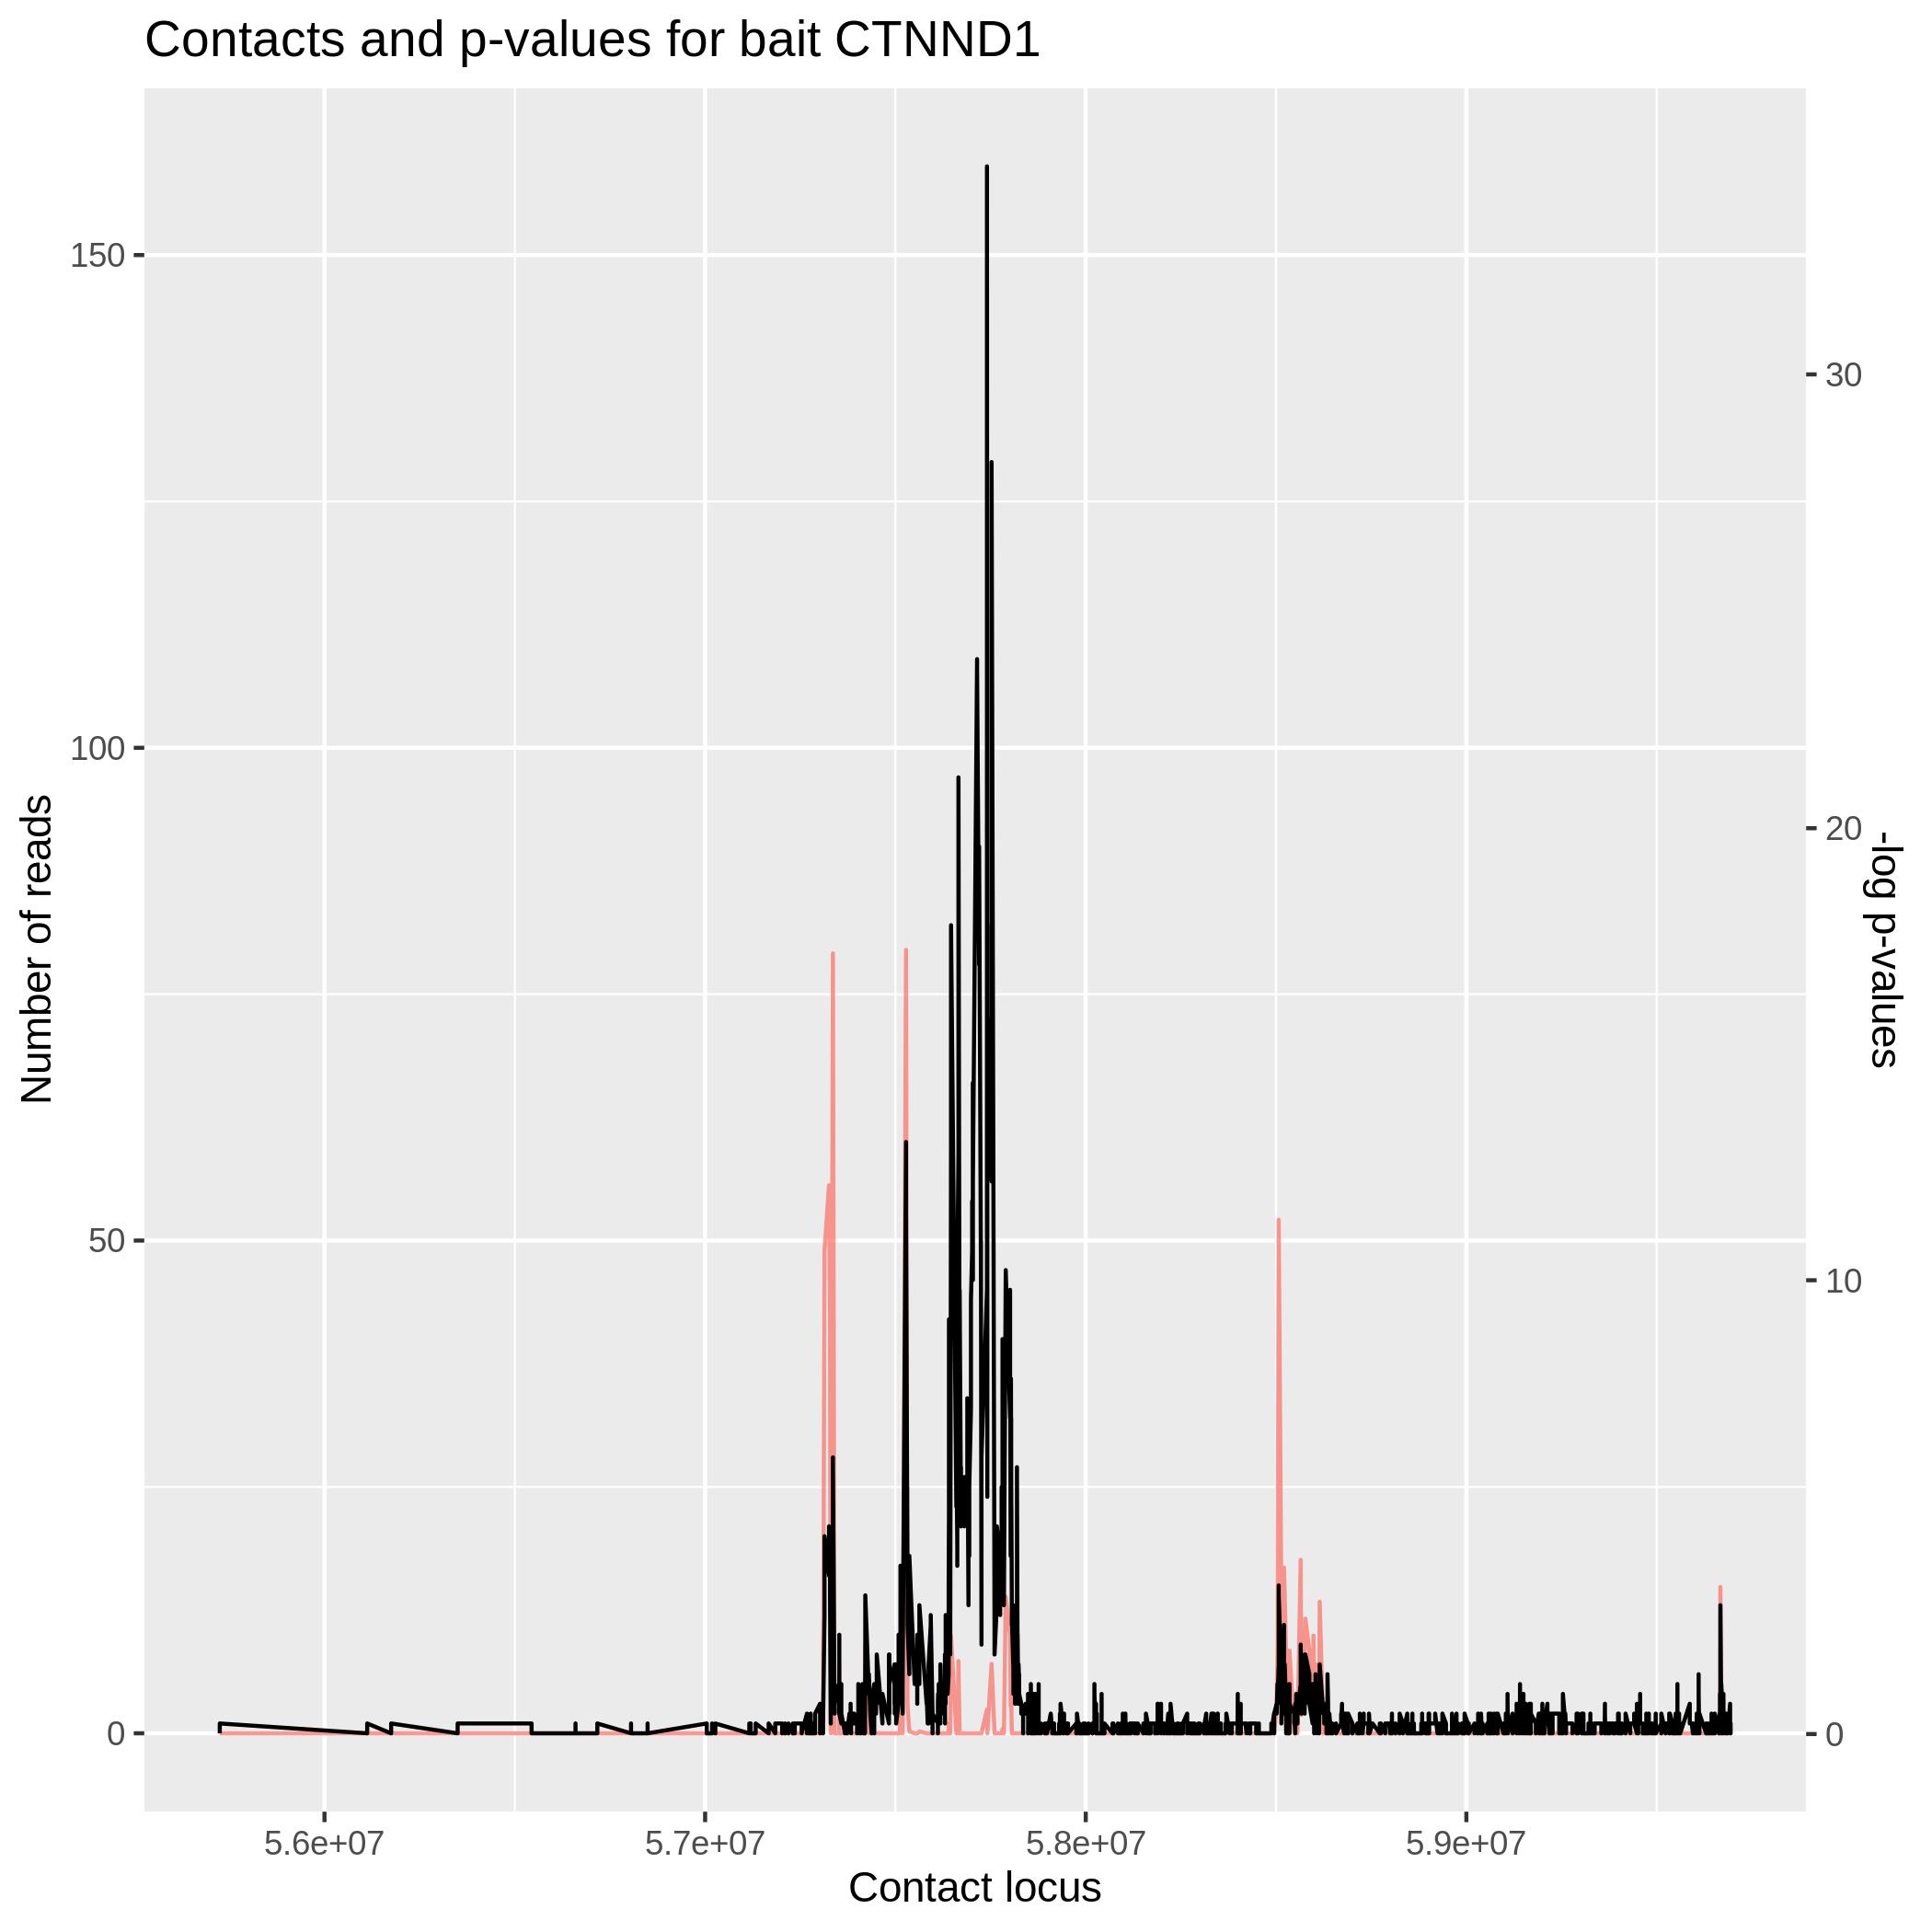 Contacts and p-values for bait CTNND1
150
100
50
0
30
20
10
0
Number of reads
-log p-values
5.6e+07
5.7e+07
5.8e+07
5.9e+07
Contact locus